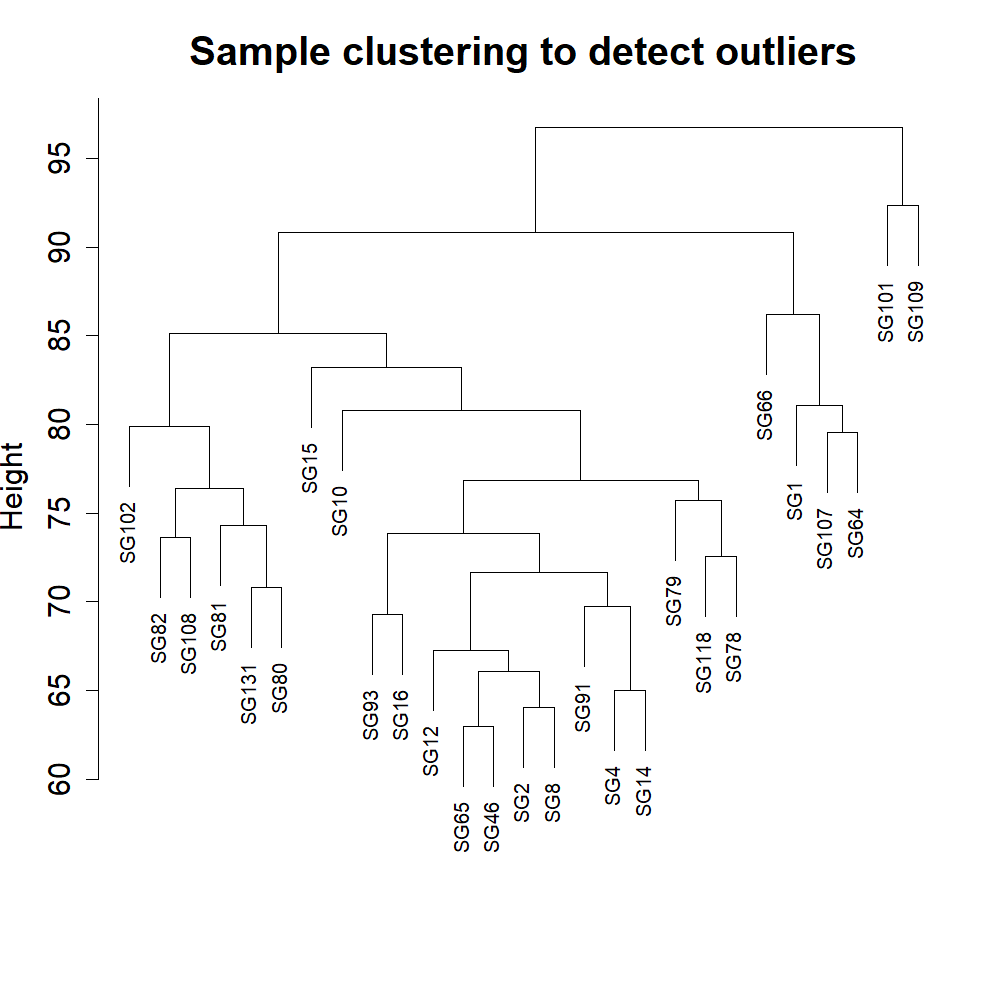 Sample clustering to detect outliers
Height
95
90
85
80
75
70
65
60
SG102
SG82
SG108
SG81
SG131
SG80
SG15
SG10
SG93
SG16
SG12
SG65
SG46
SG2
SG8
SG91
SG4
SG14
SG79
SG118
SG78
SG66
SG1
SG107
SG64
SG101
SG109